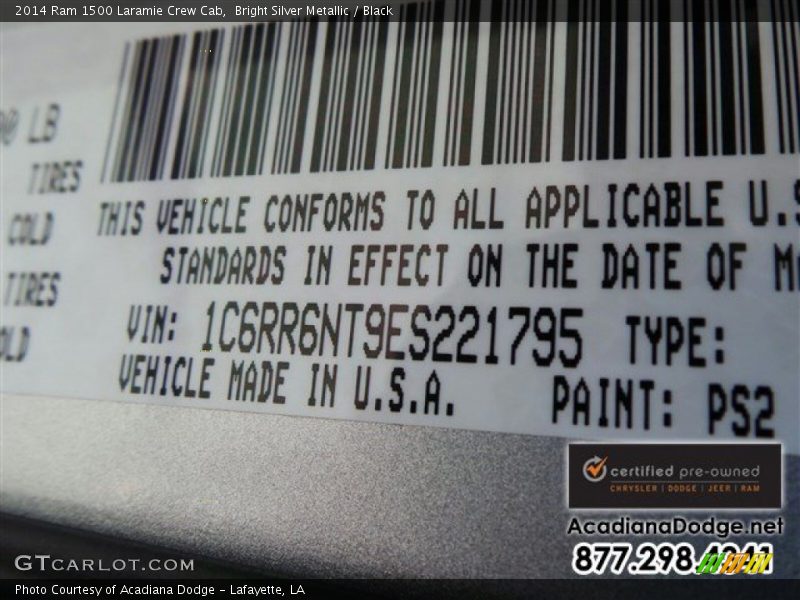 2014 Ram 1500 Laramie Crew Cab,  Bright Silver Metallic / Black
LB
TIRES
COLD
TIRES
THIS VEHICLE CONFORMS TO ALL APPLICABLE U.S
STANDARDS IN EFFECT ON THE DATE OF M
VIN: 1C6RR6NT9ES221795 TYPE:
VEHICLE MADE IN U.S.A. PAINT: PS2
certified pre-owned
CHRYSLER | DODGE | JEEP | RAM
AcadianaDodge.net
877.298.
GTCARLOT.COM
Photo Courtesy of Acadiana Dodge – Lafayette, LA